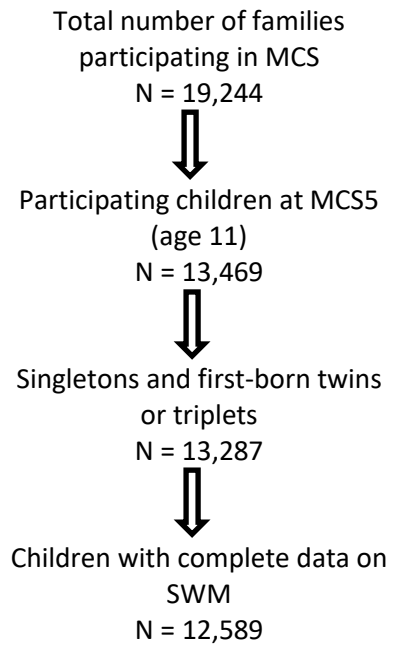 Total number of families
participating in MCS
N = 19,244
Participating children at MCS5
(age 11)
N = 13,469
Singletons and first-born twins
or triplets
N = 13,287
Children with complete data on
SWM
N = 12,589